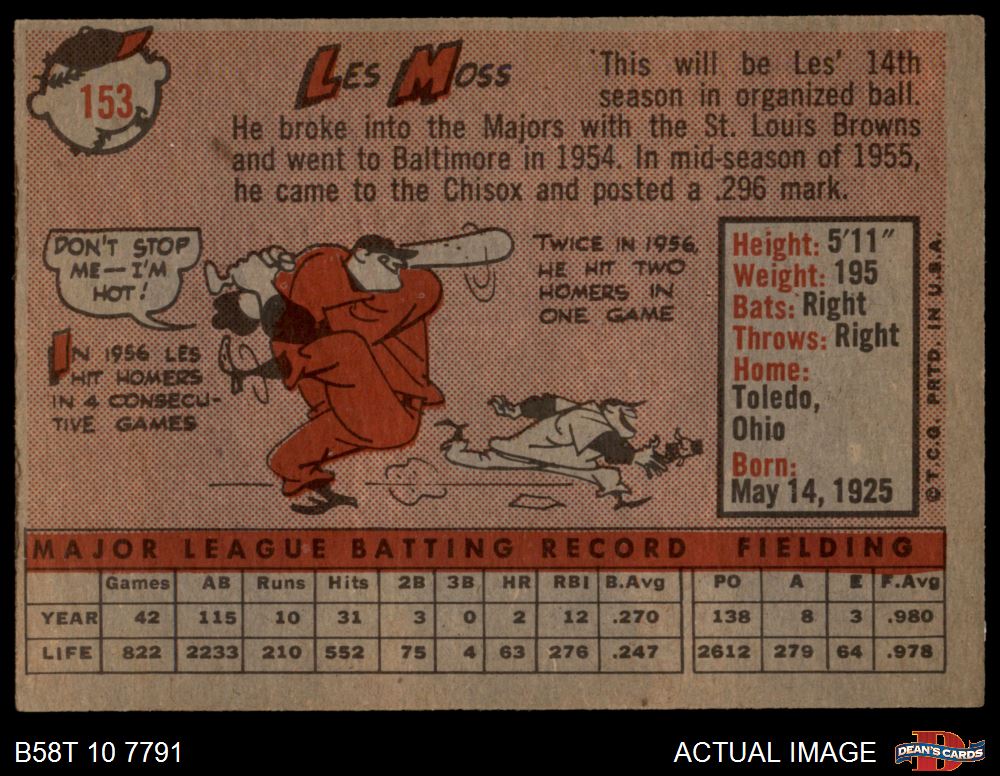 153
LES MOSS
This will be Les' 14th
season in organized ball.
He broke into the Majors with the St. Louis Browns
and went to Baltimore in 1954. In mid-season of 1955,
he came to the Chisox and posted a .296 mark.
DON'T STOP
ME—I'M
HOT!
IN 1956 LES
HIT HOMERS
IN 4 CONSECU-
TIVE GAMES
TWICE IN 1956,
HE HIT TWO
HOMERS IN
ONE GAME
Height: 5'11"
Weight: 195
Bats: Right
Throws: Right
Home:
Toledo,
Ohio
Born:
May 14, 1925
© T.C.G. PRTD. IN U.S.A.
MAJOR LEAGUE BATTING RECORD FIELDING
Games AB Runs Hits 2B 3B HR RBI B.Avg PO A E F.Avg
YEAR 42 115 10 31 3 0 2 12 .270 138 8 3 .980
LIFE 822 2233 210 552 75 4 63 276 .247 2612 279 64 .978
B58T 10 7791
ACTUAL IMAGE
DEAN'S CARDS